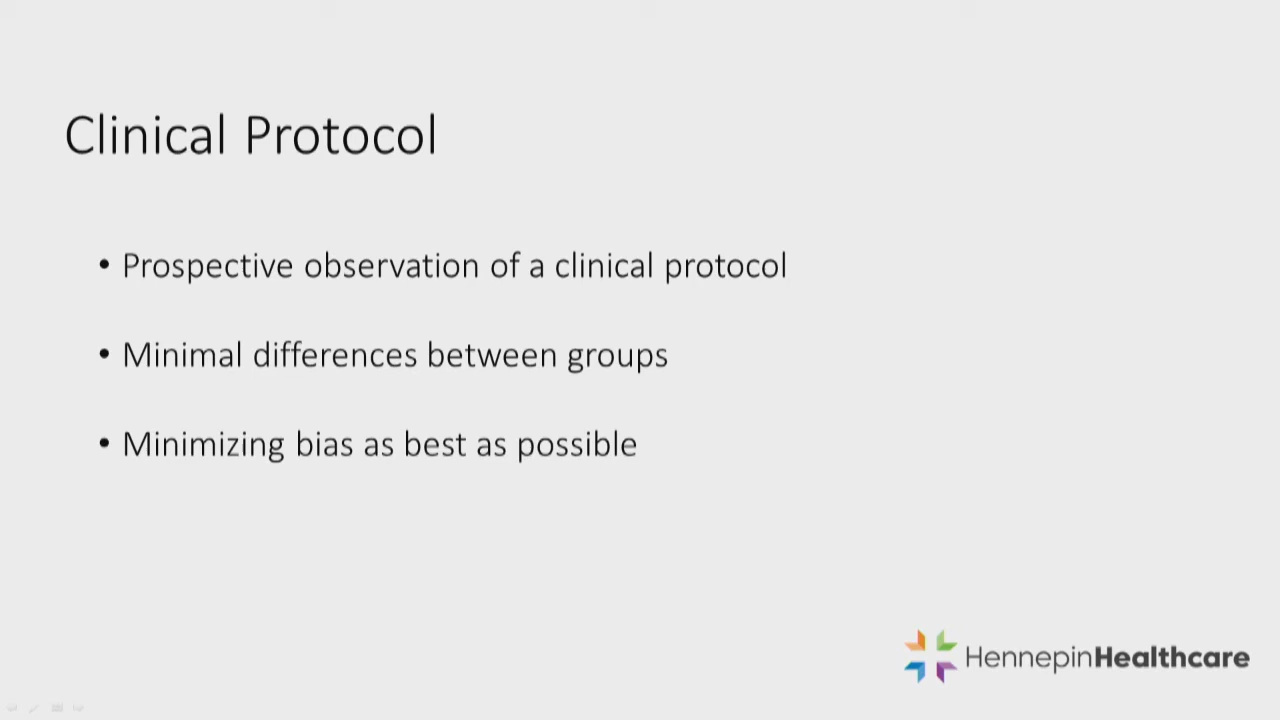 Clinical Protocol
• Prospective observation of a clinical protocol
• Minimal differences between groups
• Minimizing bias as best as possible
HennepinHealthcare